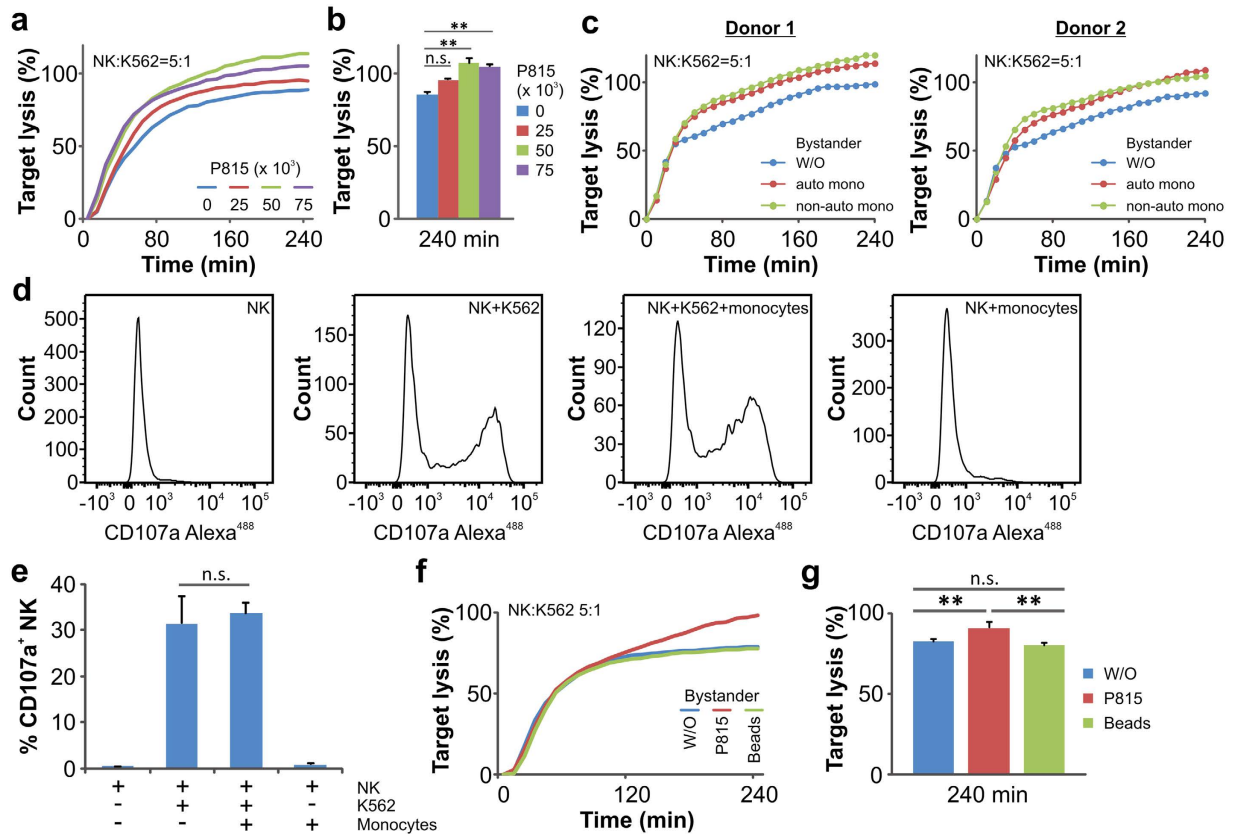 a
NK:K562=5:1
Target lysis (%)
100
50
0
0 80 160 240
Time (min)
P815 (x 10³)
0 25 50 75
b
**
**
n.s.
Target lysis (%)
100
50
0
240 min
P815
(x 10³)
0
25
50
75
c
Donor 1
NK:K562=5:1
Target lysis (%)
100
50
0
0 80 160 240
Time (min)
Bystander
W/O
auto mono
non-auto mono
Donor 2
NK:K562=5:1
Target lysis (%)
100
50
0
0 80 160 240
Time (min)
Bystander
W/O
auto mono
non-auto mono
d
NK
Count
500
400
300
200
100
0
-10³ 0 10³ 10⁴ 10⁵
CD107a Alexa⁴⁸⁸
NK+K562
Count
150
100
50
0
-10³ 0 10³ 10⁴ 10⁵
CD107a Alexa⁴⁸⁸
NK+K562+monocytes
Count
120
90
60
30
0
-10³ 0 10³ 10⁴ 10⁵
CD107a Alexa⁴⁸⁸
NK+monocytes
Count
300
200
100
0
-10³ 0 10³ 10⁴ 10⁵
CD107a Alexa⁴⁸⁸
e
n.s.
% CD107a⁺ NK
40
30
20
10
0
+ + + + NK
- + + - K562
- - + + Monocytes
f
NK:K562 5:1
Target lysis (%)
100
50
0
0 120 240
Time (min)
Bystander
W/O
P815
Beads
g
n.s.
** **
Target lysis (%)
100
50
0
240 min
W/O
P815
Beads